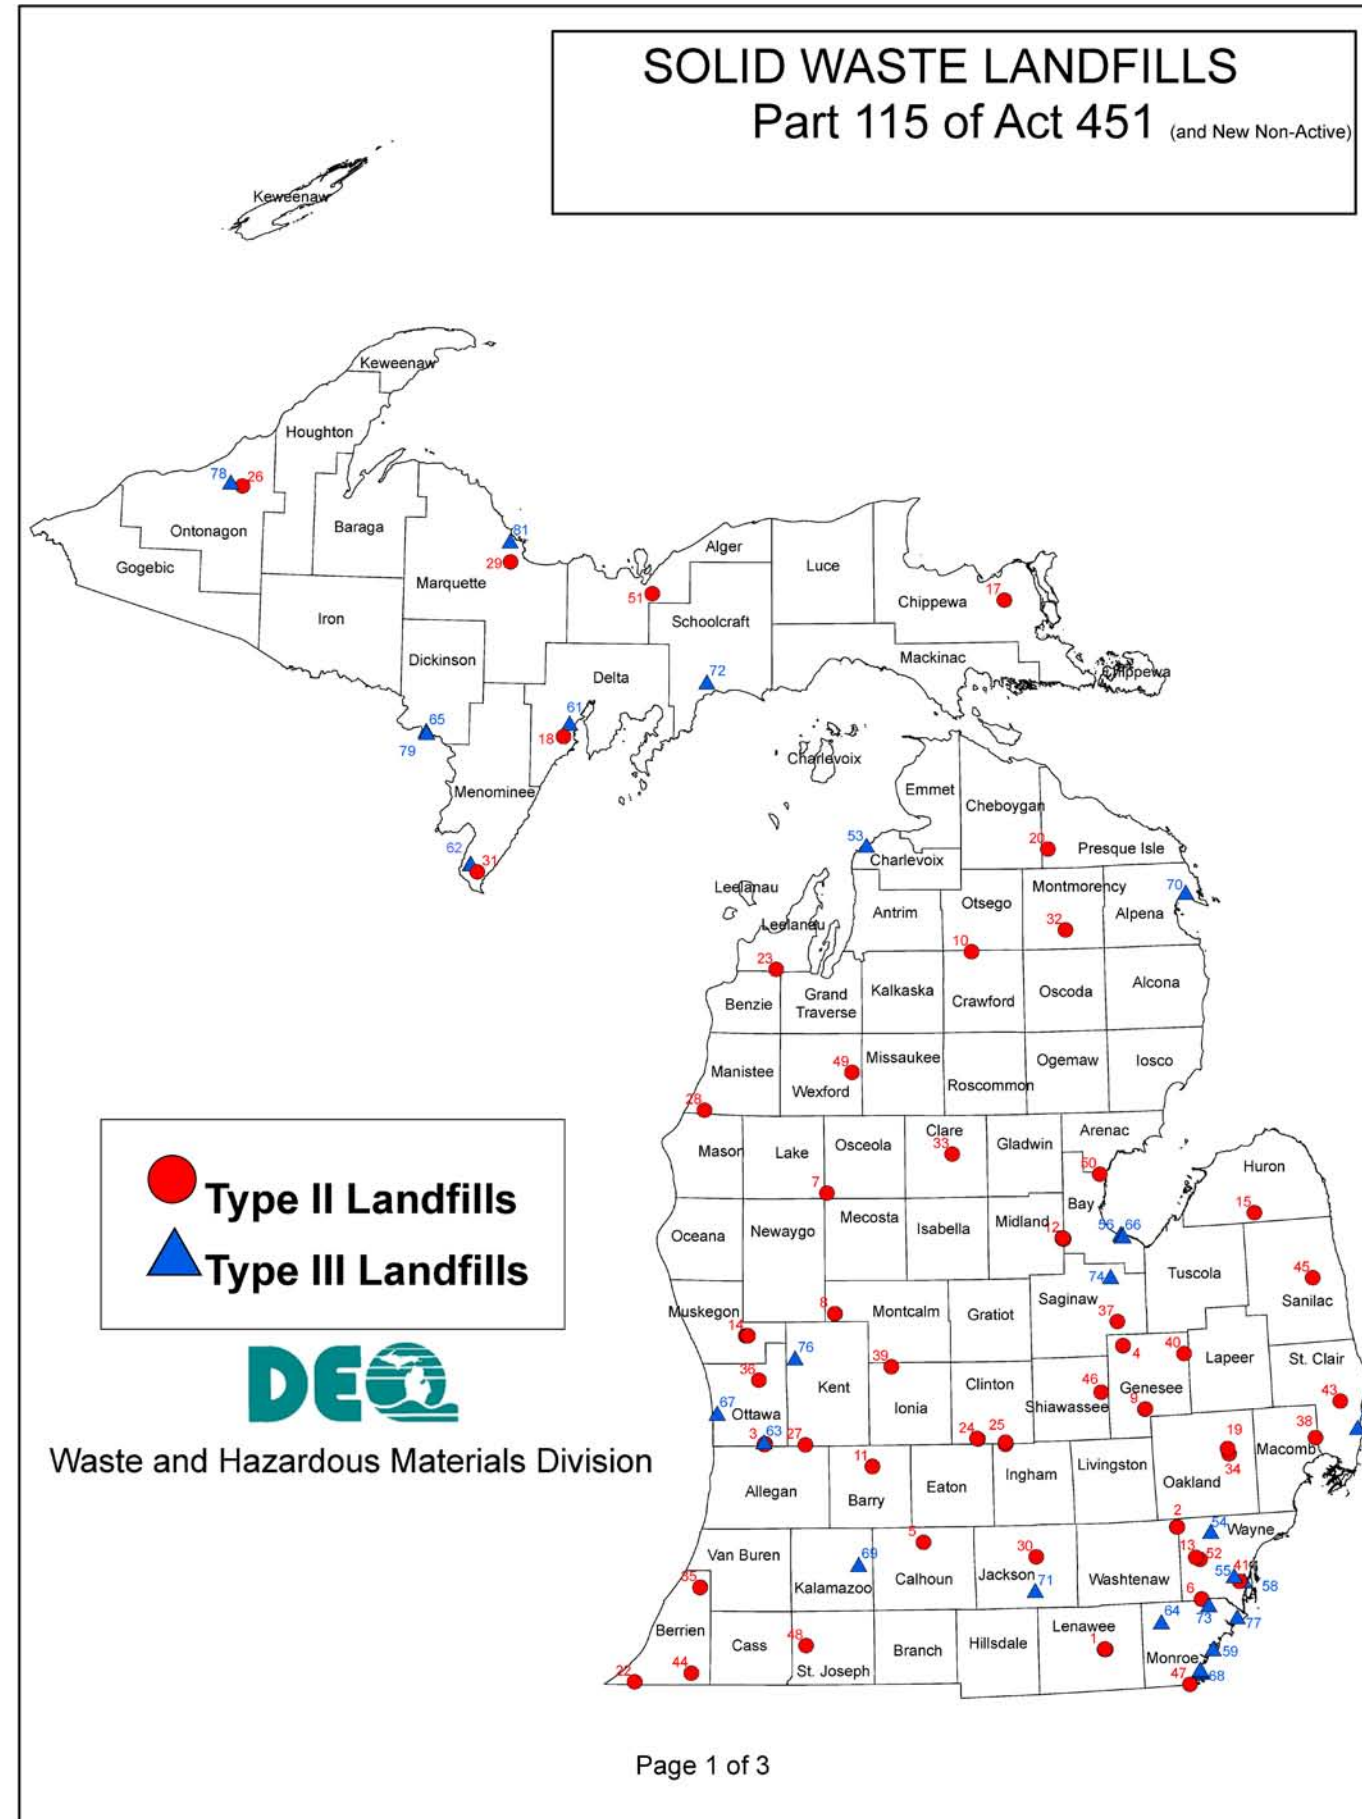 SOLID WASTE LANDFILLS
Part 115 of Act 451 (and New Non-Active)
Keweenaw
Keweenaw
Houghton
78
26
Ontonagon
Baraga
81
Gogebic
29
Marquette
Alger
Luce
51
17
Chippewa
Iron
Schoolcraft
Dickinson
Mackinac
Delta
72
Chippewa
65
61
79
18
Charlevoix
Menominee
Emmet
Cheboygan
62
31
53
Charlevoix
20
Presque Isle
Leelanau
Montmorency
70
Antrim
Otsego
Alpena
Leelanau
32
10
23
Benzie
Grand
Traverse
Kalkaska
Crawford
Oscoda
Alcona
Manistee
49
Missaukee
Ogemaw
Iosco
Wexford
Roscommon
28
Mason
Lake
Osceola
Clare
33
Gladwin
Arenac
50
Huron
7
Bay
15
Oceana
Newaygo
Mecosta
Isabella
Midland
12
56
66
Type II Landfills
Type III Landfills
74
Tuscola
45
Sanilac
Muskegon
8
Montcalm
Gratiot
Saginaw
37
14
DEQ
76
39
4
40
Lapeer
St. Clair
36
Kent
Clinton
46
Genesee
43
67
Ottawa
Ionia
Shiawassee
9
3
63
27
24
25
19
38
Macomb
Waste and Hazardous Materials Division
11
Ingham
Livingston
34
Oakland
Allegan
Barry
Eaton
2
5
54
Wayne
Van Buren
69
30
13
52
41
Kalamazoo
Calhoun
Jackson
71
Washtenaw
55
58
35
6
64
73
77
Berrien
Cass
48
St. Joseph
Branch
Hillsdale
Lenawee
1
Monroe
59
22
44
47
68
Page 1 of 3